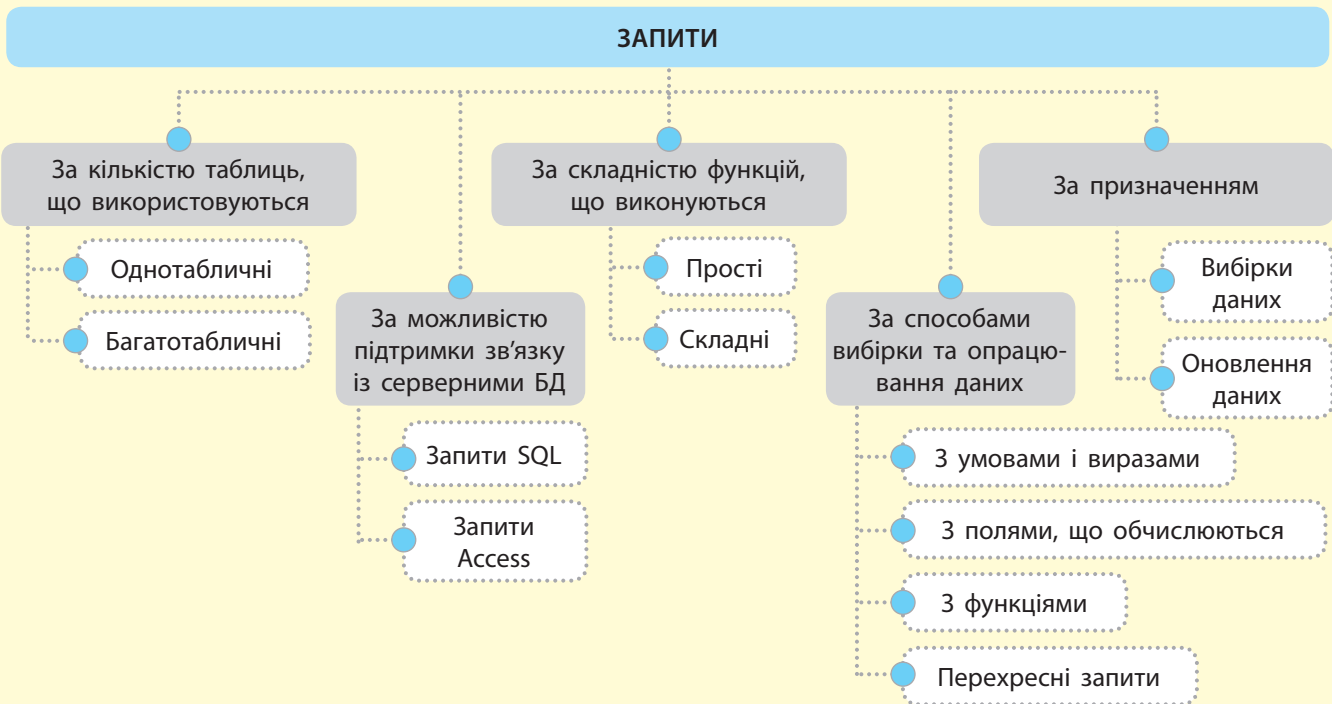 ЗАПИТИ
За кількістю таблиць,
що використовуються
Однотабличні
Багатотабличні
За можливістю
підтримки зв'язку
із серверними БД
Запити SQL
Запити
Access
За складністю функцій,
що виконуються
Прості
Складні
За способами
вибірки та опрацю-
вання даних
З умовами і виразами
З полями, що обчислюються
З функціями
Перехресні запити
За призначенням
Вибірки
даних
Оновлення
даних